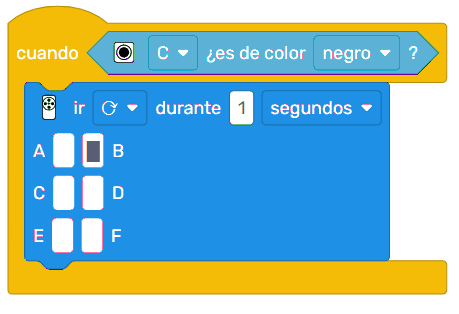 cuando C ¿es de color negro ?
ir durante 1 segundos
A B
C D
E F